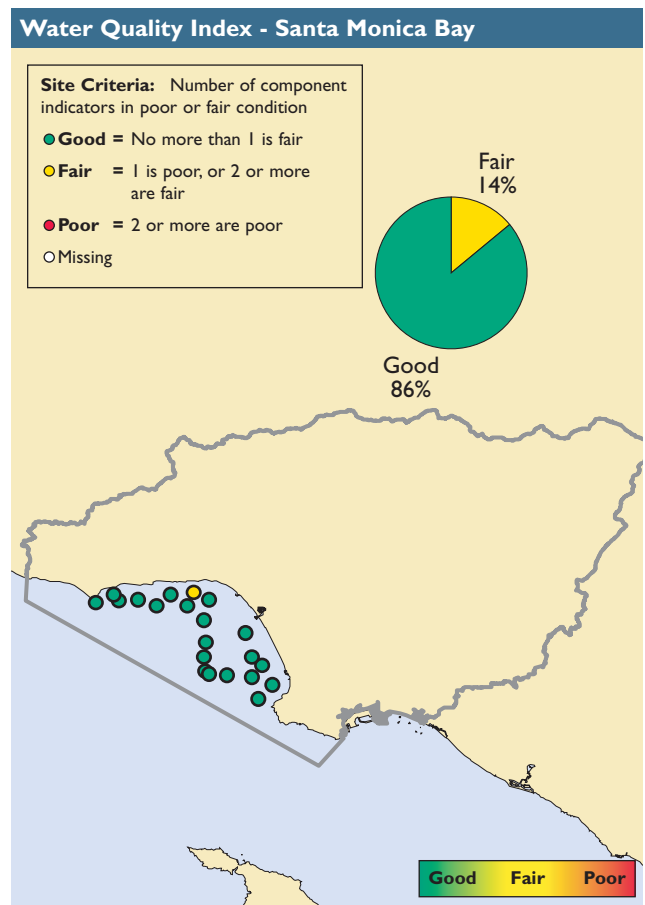 Water Quality Index - Santa Monica Bay
Site Criteria: Number of component
indicators in poor or fair condition
Good = No more than 1 is fair
Fair = 1 is poor, or 2 or more
are fair
Poor = 2 or more are poor
Missing
Fair
14%
Good
86%
Good Fair Poor